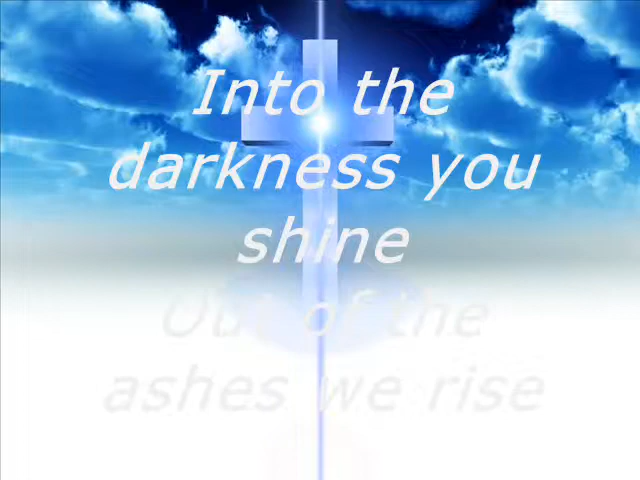 Into the
darkness you
shine
Out of the
ashes we rise